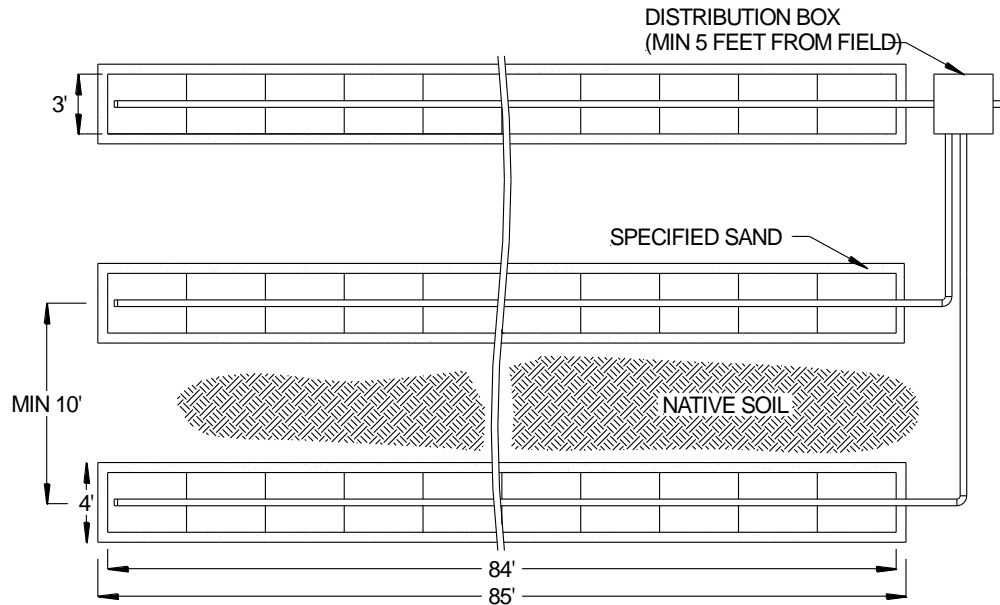 DISTRIBUTION BOX
(MIN 5 FEET FROM FIELD)
3'
SPECIFIED SAND
MIN 10'
NATIVE SOIL
4'
84'
85'